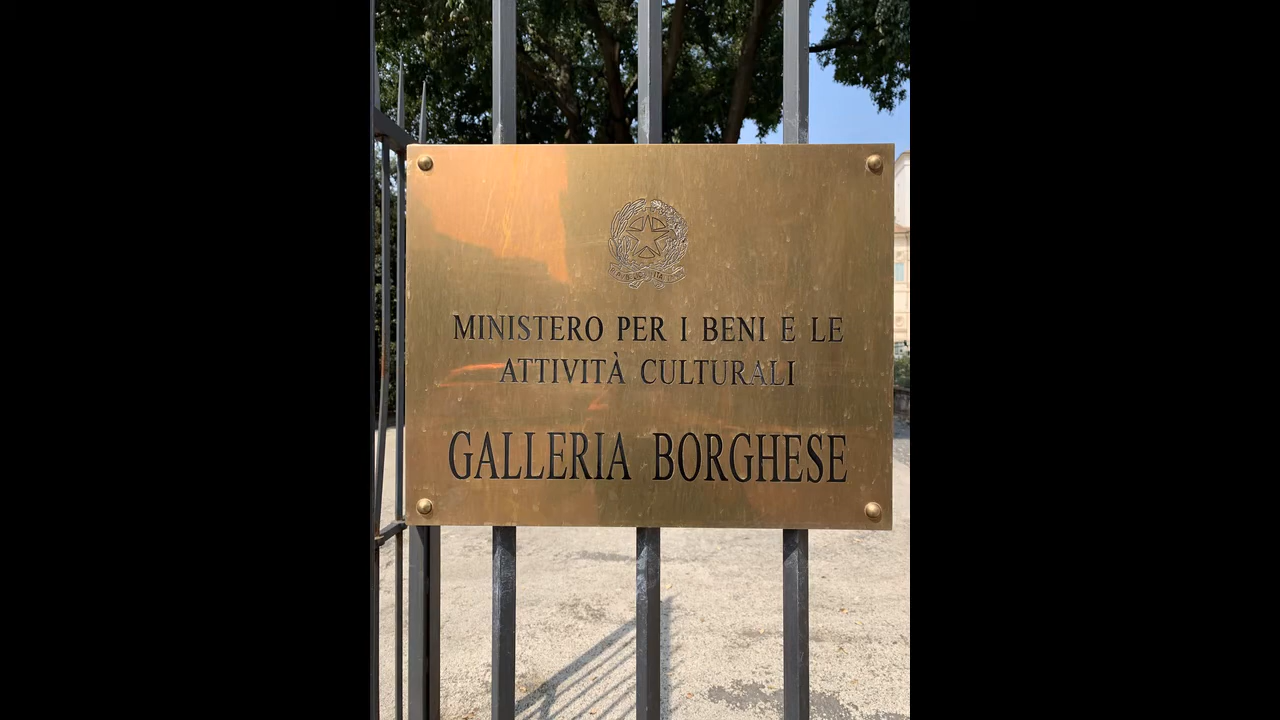 MINISTERO PER I BENI E LE
ATTIVITÀ CULTURALI
GALLERIA BORGHESE